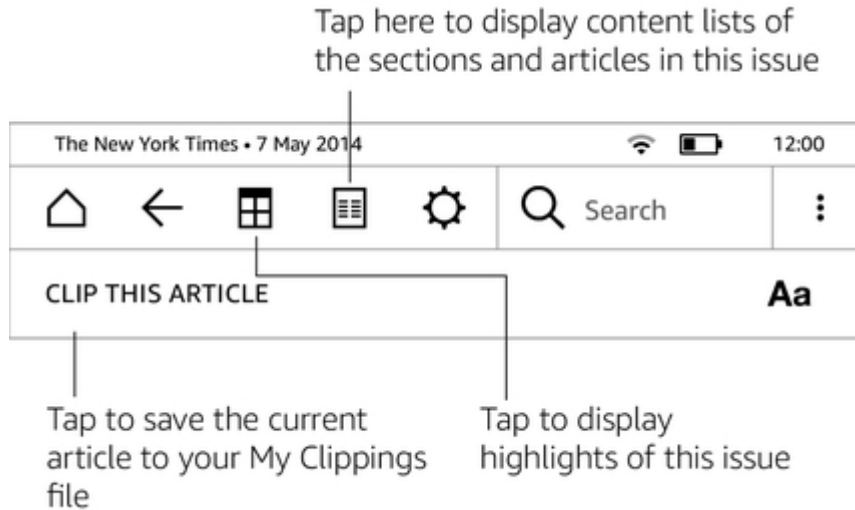 Tap here to display content lists of
the sections and articles in this issue
The New York Times • 7 May 2014
12:00
Search
CLIP THIS ARTICLE
Aa
Tap to save the current
article to your My Clippings
file
Tap to display
highlights of this issue